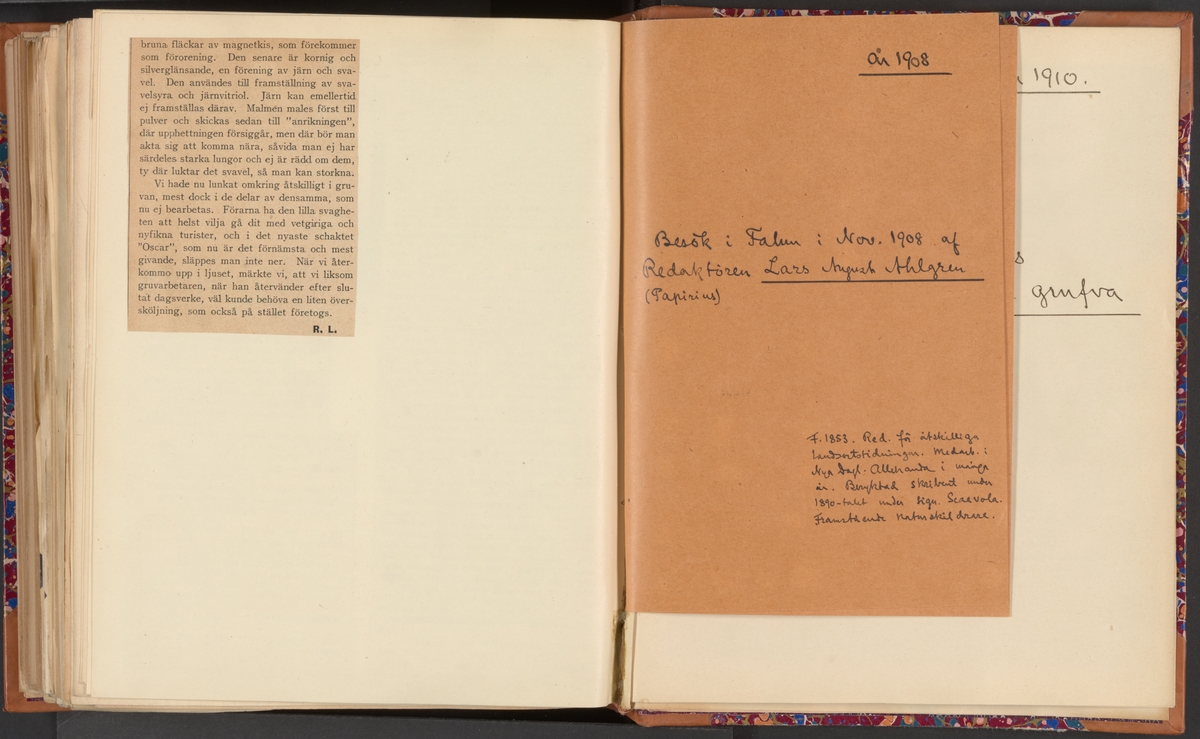 bruna fläckar av magnetkis, som förekommer
som förorening. Den senare är kornig och
silverglänsande, en förening av järn och sva-
vel. Den användes till framställning av sva-
velsyra och järnvitriol. Järn kan emellertid
ej framställas därav. Malmen males först till
pulver och skickas sedan till "anrikningen",
där upphettningen försiggår, men där bör man
akta sig att komma nära, såvida man ej har
särdeles starka lungor och ej är rädd om dem,
ty där luktar det svavel, så man kan storkna.
Vi hade nu lunkat omkring åtskilligt i gru-
van, mest dock i de delar av densamma, som
nu ej bearbetas. Förarna ha den lilla svaghe-
ten att helst vilja gå dit med vetgiriga och
nyfikna turister, och i det nyaste schaktet
"Oscar", som nu är det förnämsta och mest
givande, släppes man inte ner. När vi åter-
kommo upp i ljuset, märkte vi, att vi liksom
gruvarbetaren, när han återvänder efter slu-
tat dagsverke, väl kunde behöva en liten över-
sköljning, som också på stället företogs.
R. L.
år 1908
Besök i Falun i Nov. 1908 af
Redaktören Lars August Ahlgren
(Papirius)
F. 1853. Red. för åtskilliga
landsortstidningar. Medarb. i
Nya Dagl. Allehanda i många
år. Beryktad skribent under
1890-talet under sign. Scaevola.
Framstående naturskildrare.
1910.
s
grufva